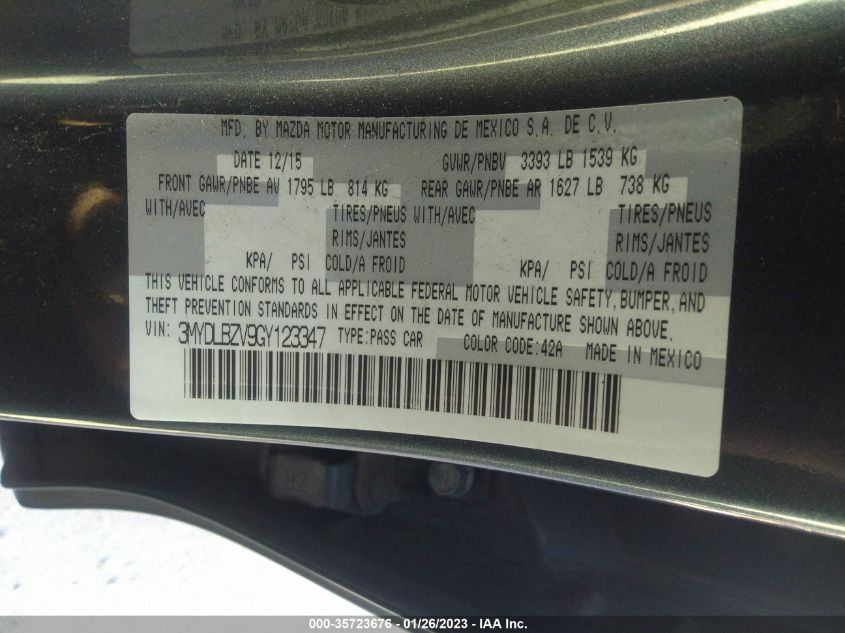 MFD. BY MAZDA MOTOR MANUFACTURING DE MEXICO S.A. DE C.V.
DATE 12/15 GVWR/PNBV 3393 LB 1539 KG
FRONT GAWR/PNBE AV 1795 LB 814 KG REAR GAWR/PNBE AR 1627 LB 738 KG
WITH/AVEC TIRES/PNEUS WITH/AVEC TIRES/PNEUS
RIMS/JANTES RIMS/JANTES
KPA/ PSI COLD/A FROID KPA/ PSI COLD/A FROID
THIS VEHICLE CONFORMS TO ALL APPLICABLE FEDERAL MOTOR VEHICLE SAFETY, BUMPER, AND
THEFT PREVENTION STANDARDS IN EFFECT ON THE DATE OF MANUFACTURE SHOWN ABOVE.
VIN: 3MYDLBZV9GY123347 TYPE:PASS CAR COLOR CODE:42A MADE IN MEXICO
000-35723676 - 01/26/2023 - IAA Inc.